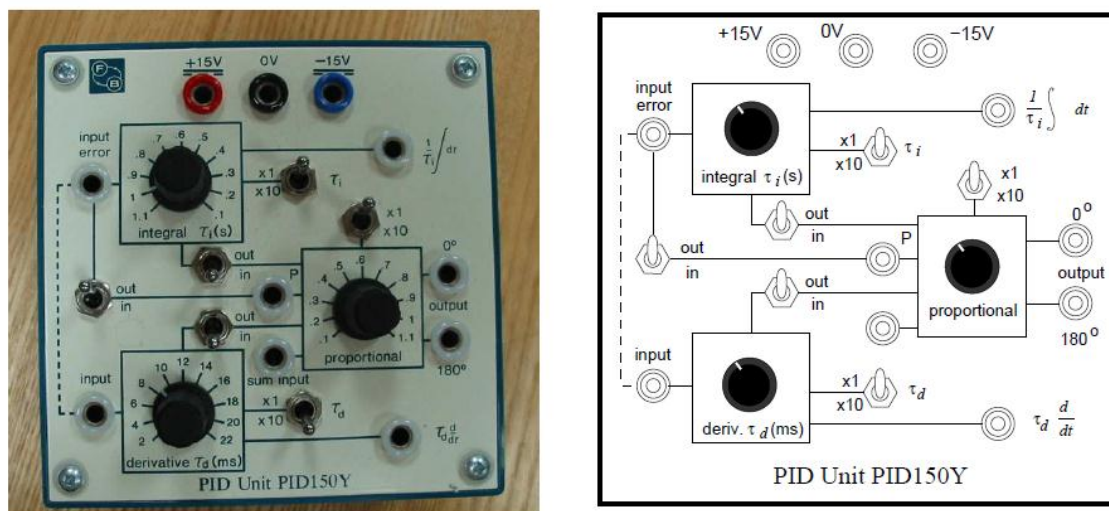 F
B
+15V 0V −15V
input
error
.1 .2 .3 .4 .5 .6 .7 .8 .9 1 1.1
integral τi(s)
1/τi ∫ dt
x1
x10
τi
x1
x10
out
in
P
out
in
out
in
.1 .2 .3 .4 .5 .6 .7 .8 .9 1 1.1
proportional
0°
output
180°
input
sum input
2 4 6 8 10 12 14 16 18 20 22
derivative τd(ms)
x1
x10
τd
τd d/dt
PID Unit PID150Y
+15V 0V −15V
input
error
integral τi(s)
1/τi ∫ dt
x1
x10
τi
x1
x10
out
in
P
out
in
out
in
proportional
0°
output
180°
input
deriv. τd(ms)
x1
x10
τd
τd d/dt
PID Unit PID150Y